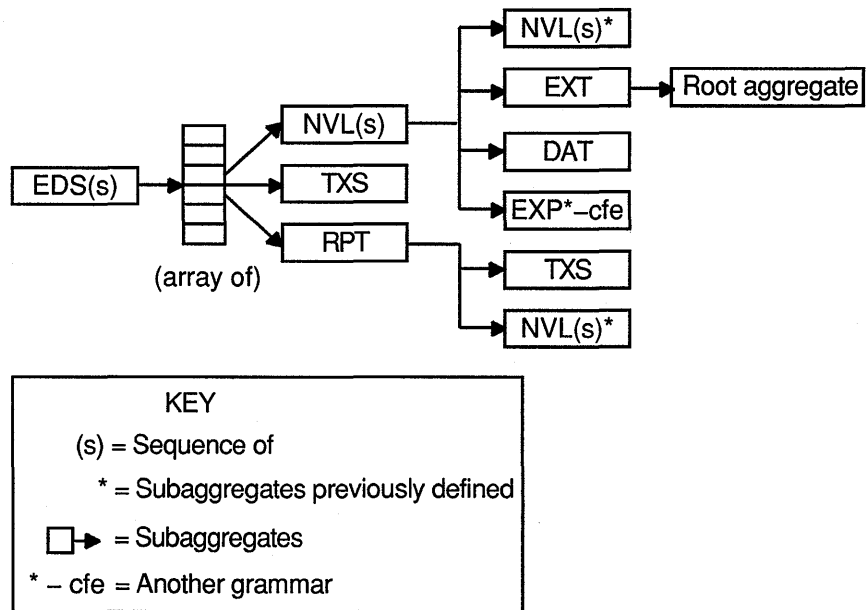 NVL(s)*
EXT
Root aggregate
NVL(s)
DAT
EDS(s)
TXS
EXP*–cfe
RPT
TXS
(array of)
NVL(s)*
KEY
(s) = Sequence of
* = Subaggregates previously defined
= Subaggregates
* – cfe = Another grammar